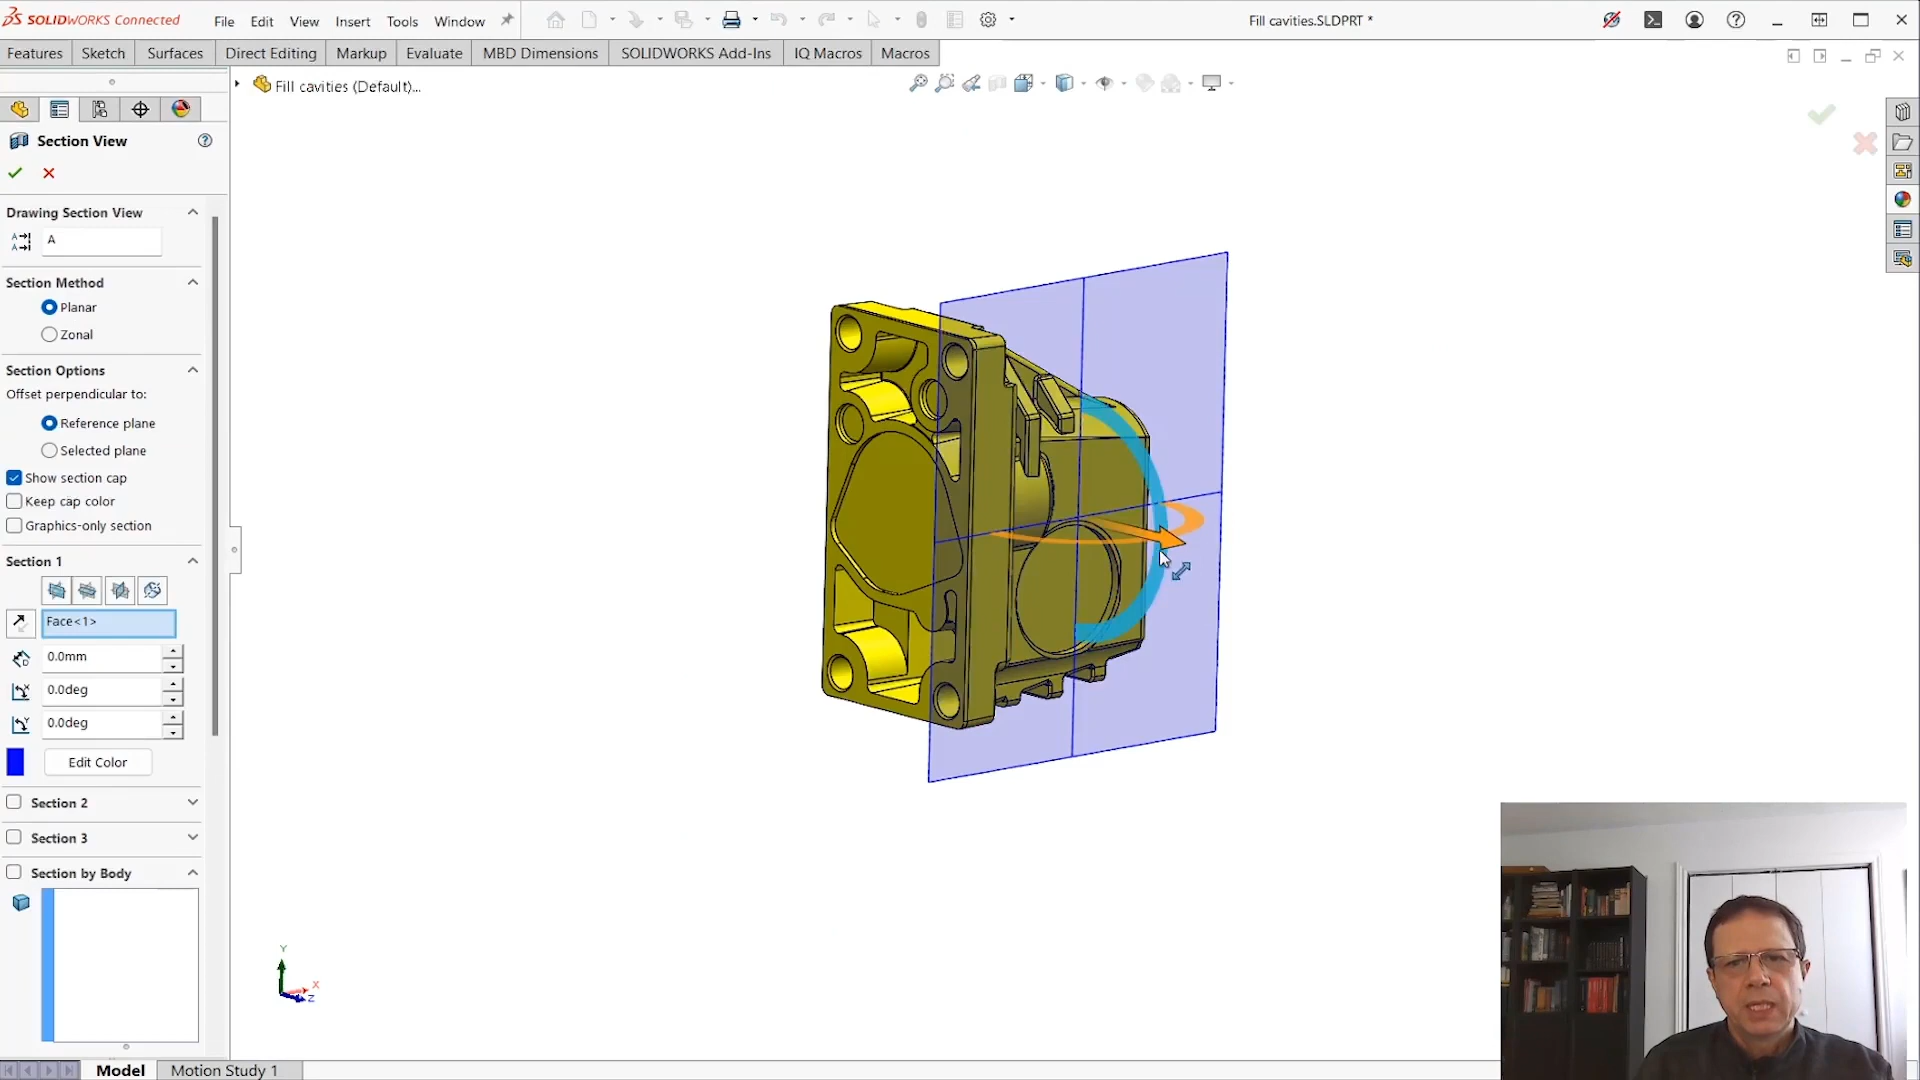 SOLIDWORKS Connected
File Edit View Insert Tools Window
Fill cavities.SLDPRT *
Features Sketch Surfaces Direct Editing Markup Evaluate MBD Dimensions SOLIDWORKS Add-Ins IQ Macros Macros
Fill cavities (Default)...
Section View
Drawing Section View
A
Section Method
Planar
Zonal
Section Options
Offset perpendicular to:
Reference plane
Selected plane
Show section cap
Keep cap color
Graphics-only section
Section 1
Face<1>
0.0mm
0.0deg
0.0deg
Edit Color
Section 2
Section 3
Section by Body
Y
X
Z
Model Motion Study 1